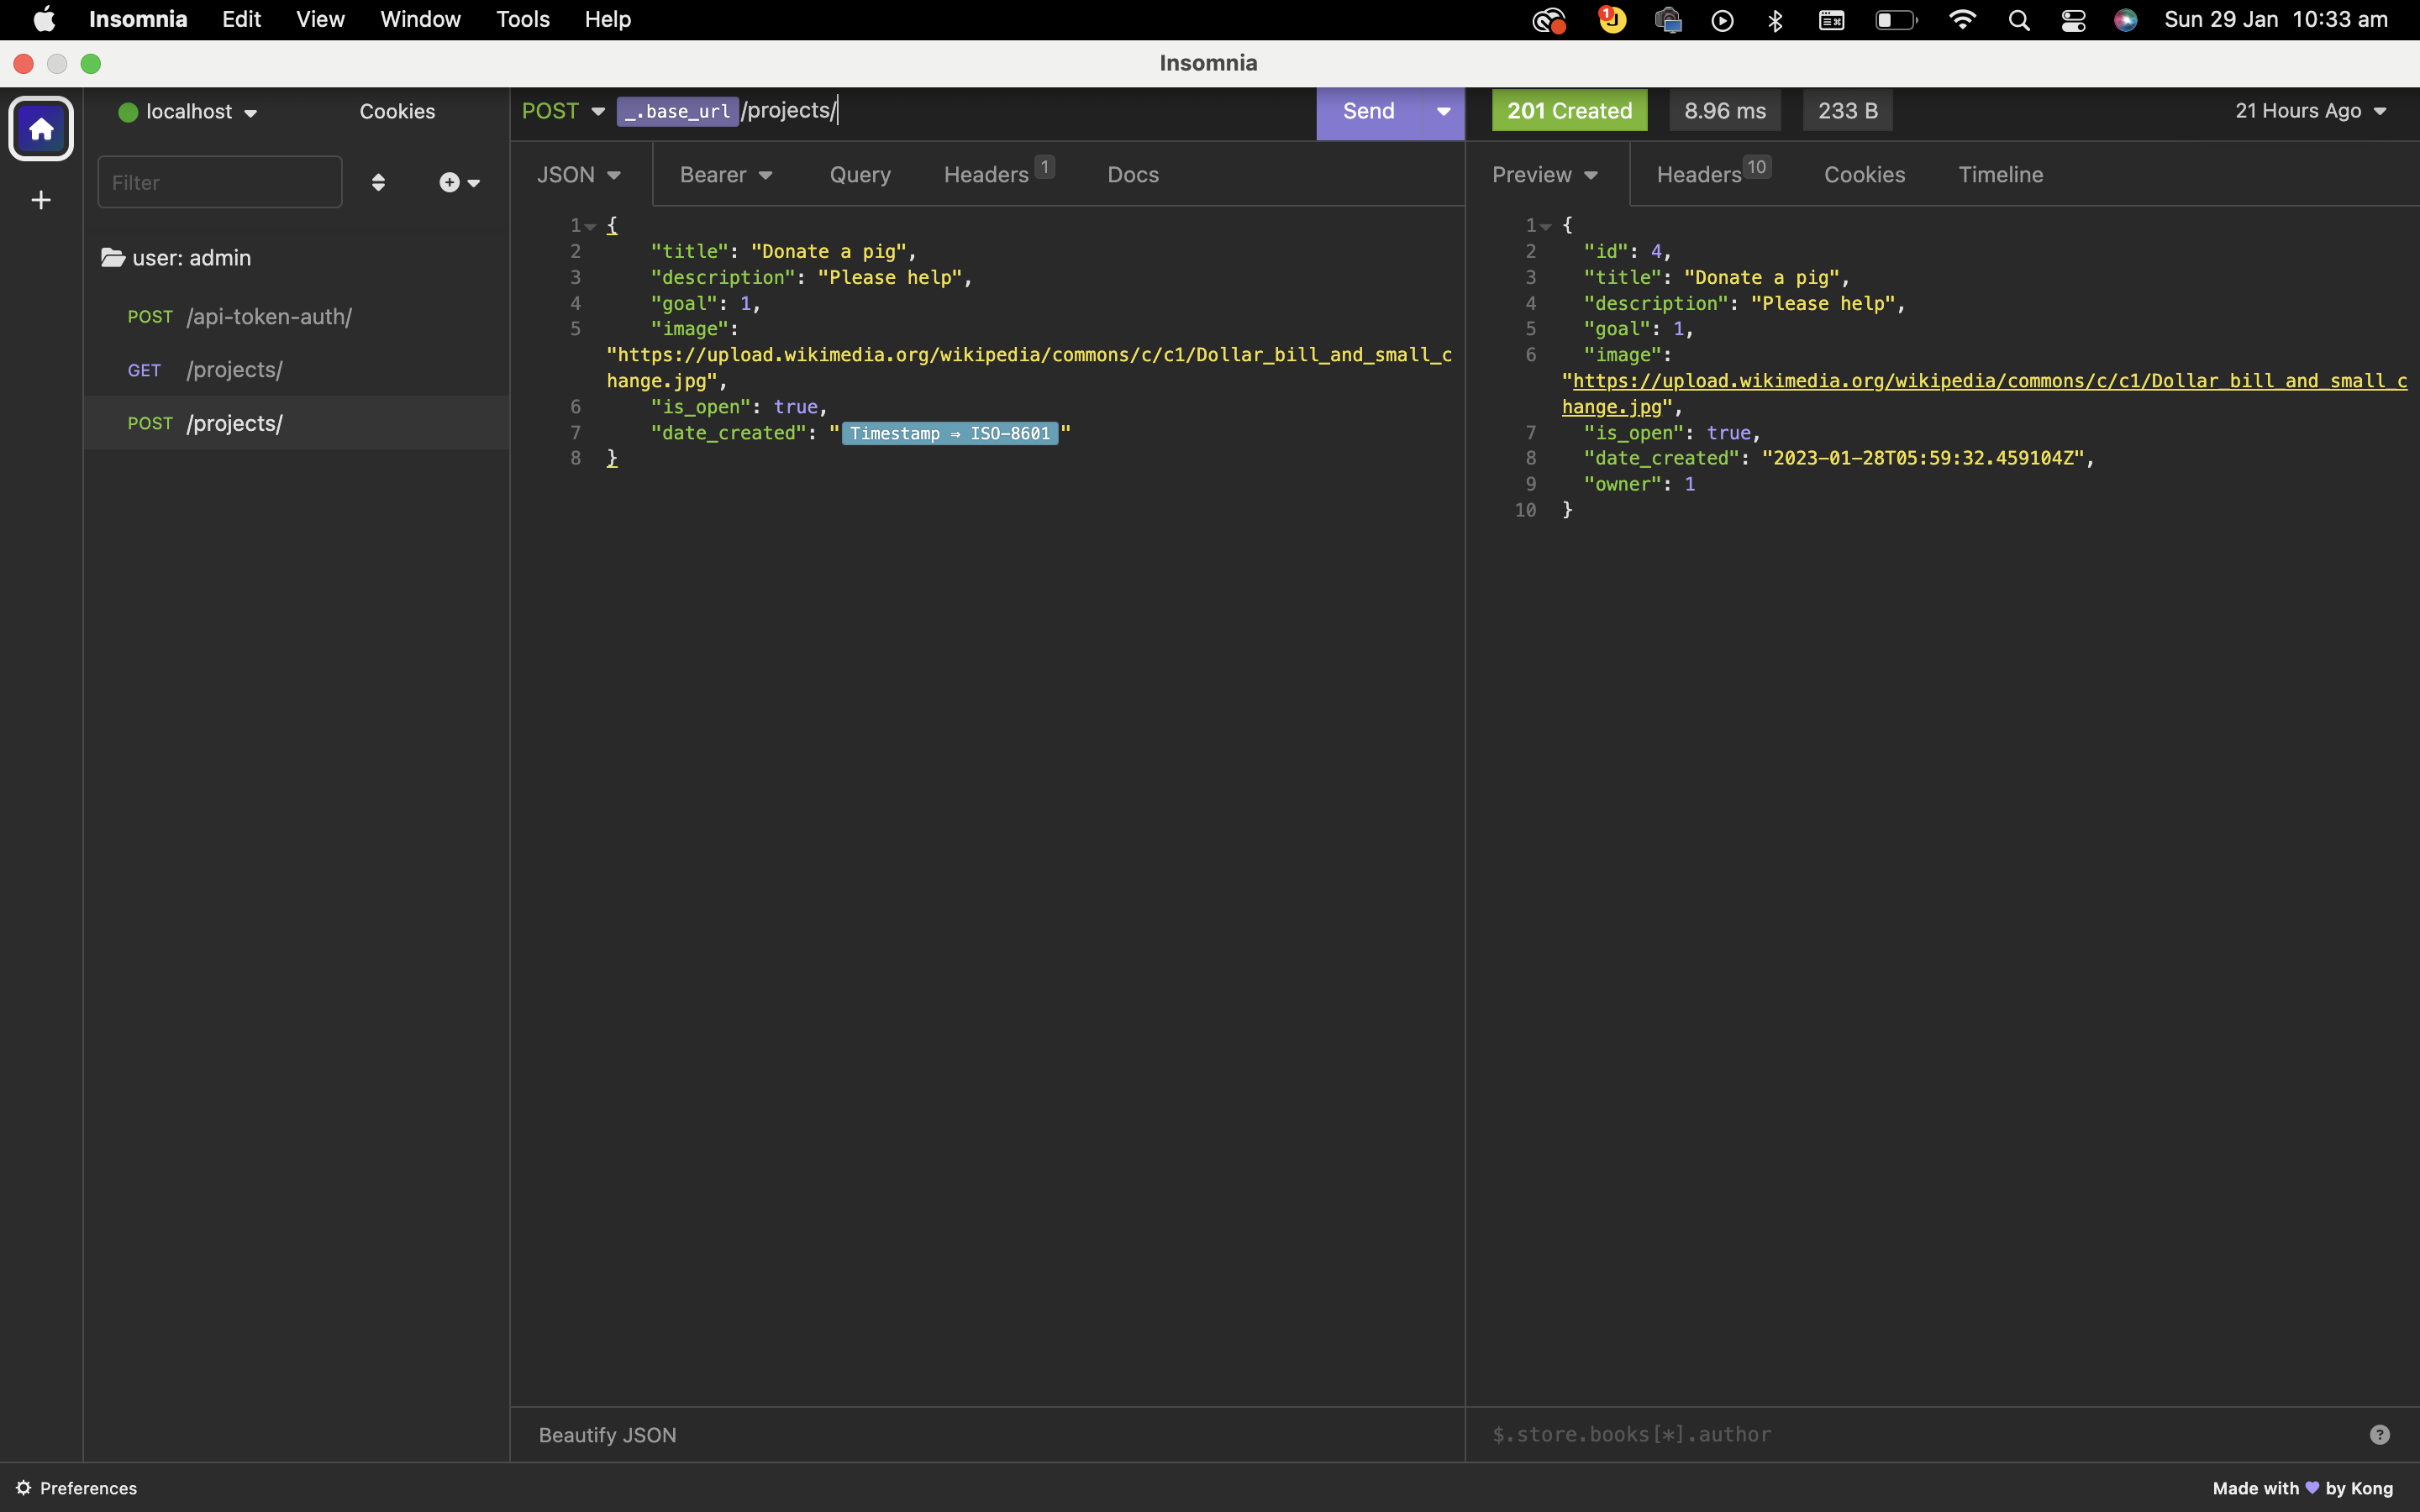 Insomnia Edit View Window Tools Help 1 J Sun 29 Jan 10:33 am
Insomnia
localhost Cookies POST _.base_url /projects/ Send 201 Created 8.96 ms 233 B 21 Hours Ago
Filter
user: admin
POST /api-token-auth/
GET /projects/
POST /projects/
JSON Bearer Query Headers 1 Docs
1 {
2 "title": "Donate a pig",
3 "description": "Please help",
4 "goal": 1,
5 "image":
"https://upload.wikimedia.org/wikipedia/commons/c/c1/Dollar_bill_and_small_c
hange.jpg",
6 "is_open": true,
7 "date_created": " Timestamp ⇒ ISO-8601 "
8 }
Beautify JSON
Preview Headers 10 Cookies Timeline
1 {
2 "id": 4,
3 "title": "Donate a pig",
4 "description": "Please help",
5 "goal": 1,
6 "image":
"https://upload.wikimedia.org/wikipedia/commons/c/c1/Dollar_bill_and_small_c
hange.jpg",
7 "is_open": true,
8 "date_created": "2023-01-28T05:59:32.459104Z",
9 "owner": 1
10 }
$.store.books[*].author ?
Preferences Made with by Kong